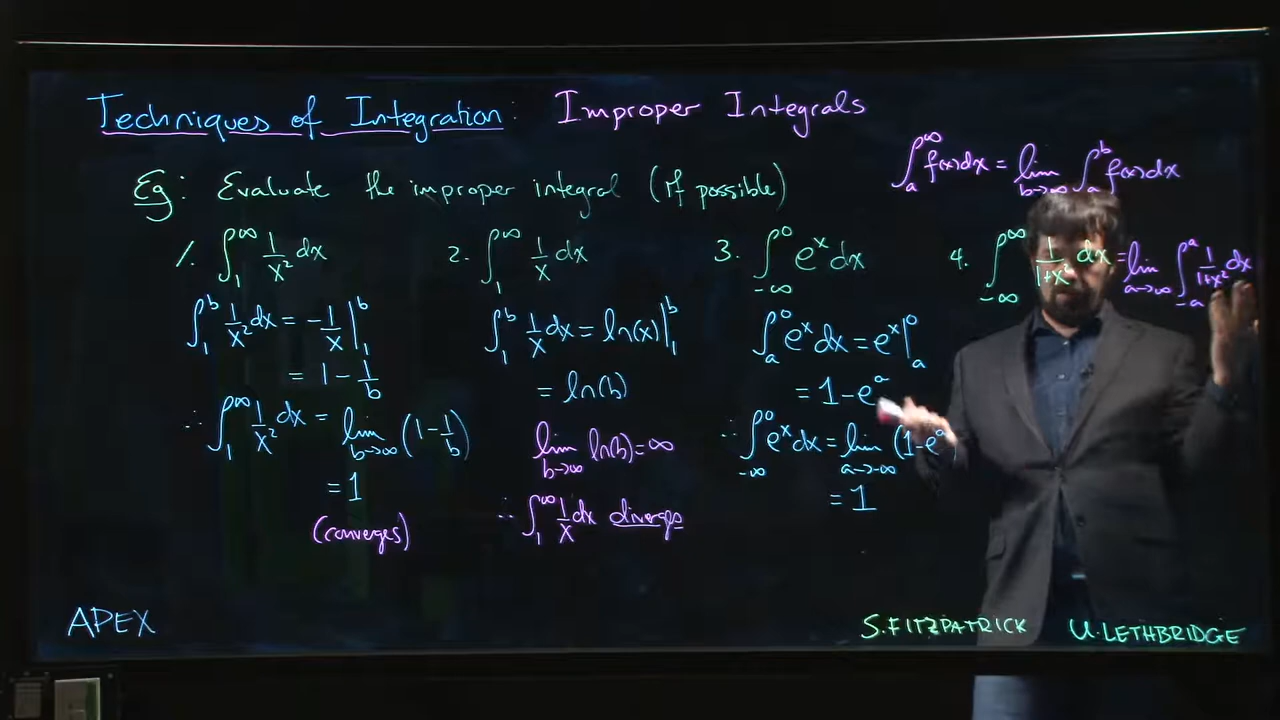 Techniques of Integration: Improper Integrals
∫_a^∞ f(x)dx = lim_{b→∞} ∫_a^b f(x)dx
Eg: Evaluate the improper integral (if possible)
1. ∫_1^∞ 1/x² dx
∫_1^b 1/x² dx = -1/x |_1^b
= 1 - 1/b
∴ ∫_1^∞ 1/x² dx = lim_{b→∞} (1 - 1/b)
= 1
(converges)
2. ∫_1^∞ 1/x dx
∫_1^b 1/x dx = ln(x)|_1^b
= ln(b)
lim_{b→∞} ln(b) = ∞
∴ ∫_1^∞ 1/x dx diverges
3. ∫_{-∞}^0 e^x dx
∫_a^0 e^x dx = e^x |_a^0
= 1 - e^a
∴ ∫_{-∞}^0 e^x dx = lim_{a→-∞} (1 - e^a)
= 1
4. ∫_{-∞}^∞ 1/(1+x²) dx = lim_{a→∞} ∫_{-a}^a 1/(1+x²) dx
APEX
S. FITZPATRICK U. LETHBRIDGE